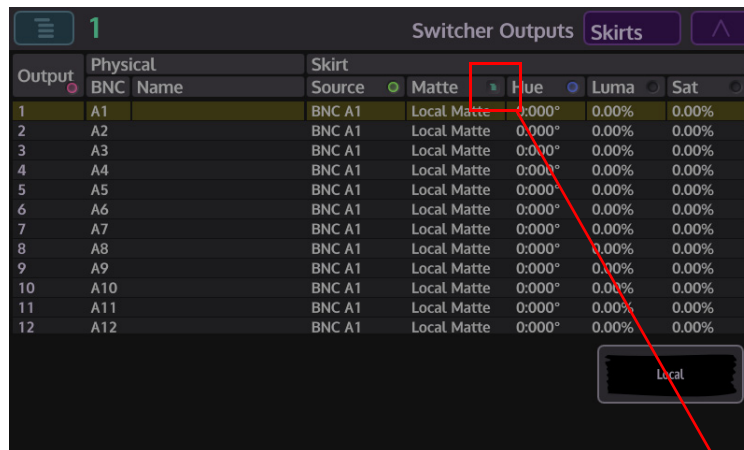 1 Switcher Outputs Skirts
Output Physical Skirt
BNC Name Source Matte Hue Luma Sat
1 A1 BNC A1 Local Matte 0:000° 0.00% 0.00%
2 A2 BNC A1 Local Matte 0:000° 0.00% 0.00%
3 A3 BNC A1 Local Matte 0:000° 0.00% 0.00%
4 A4 BNC A1 Local Matte 0:000° 0.00% 0.00%
5 A5 BNC A1 Local Matte 0:000° 0.00% 0.00%
6 A6 BNC A1 Local Matte 0:000° 0.00% 0.00%
7 A7 BNC A1 Local Matte 0:000° 0.00% 0.00%
8 A8 BNC A1 Local Matte 0:000° 0.00% 0.00%
9 A9 BNC A1 Local Matte 0:000° 0.00% 0.00%
10 A10 BNC A1 Local Matte 0:000° 0.00% 0.00%
11 A11 BNC A1 Local Matte 0:000° 0.00% 0.00%
12 A12 BNC A1 Local Matte 0:000° 0.00% 0.00%
Local